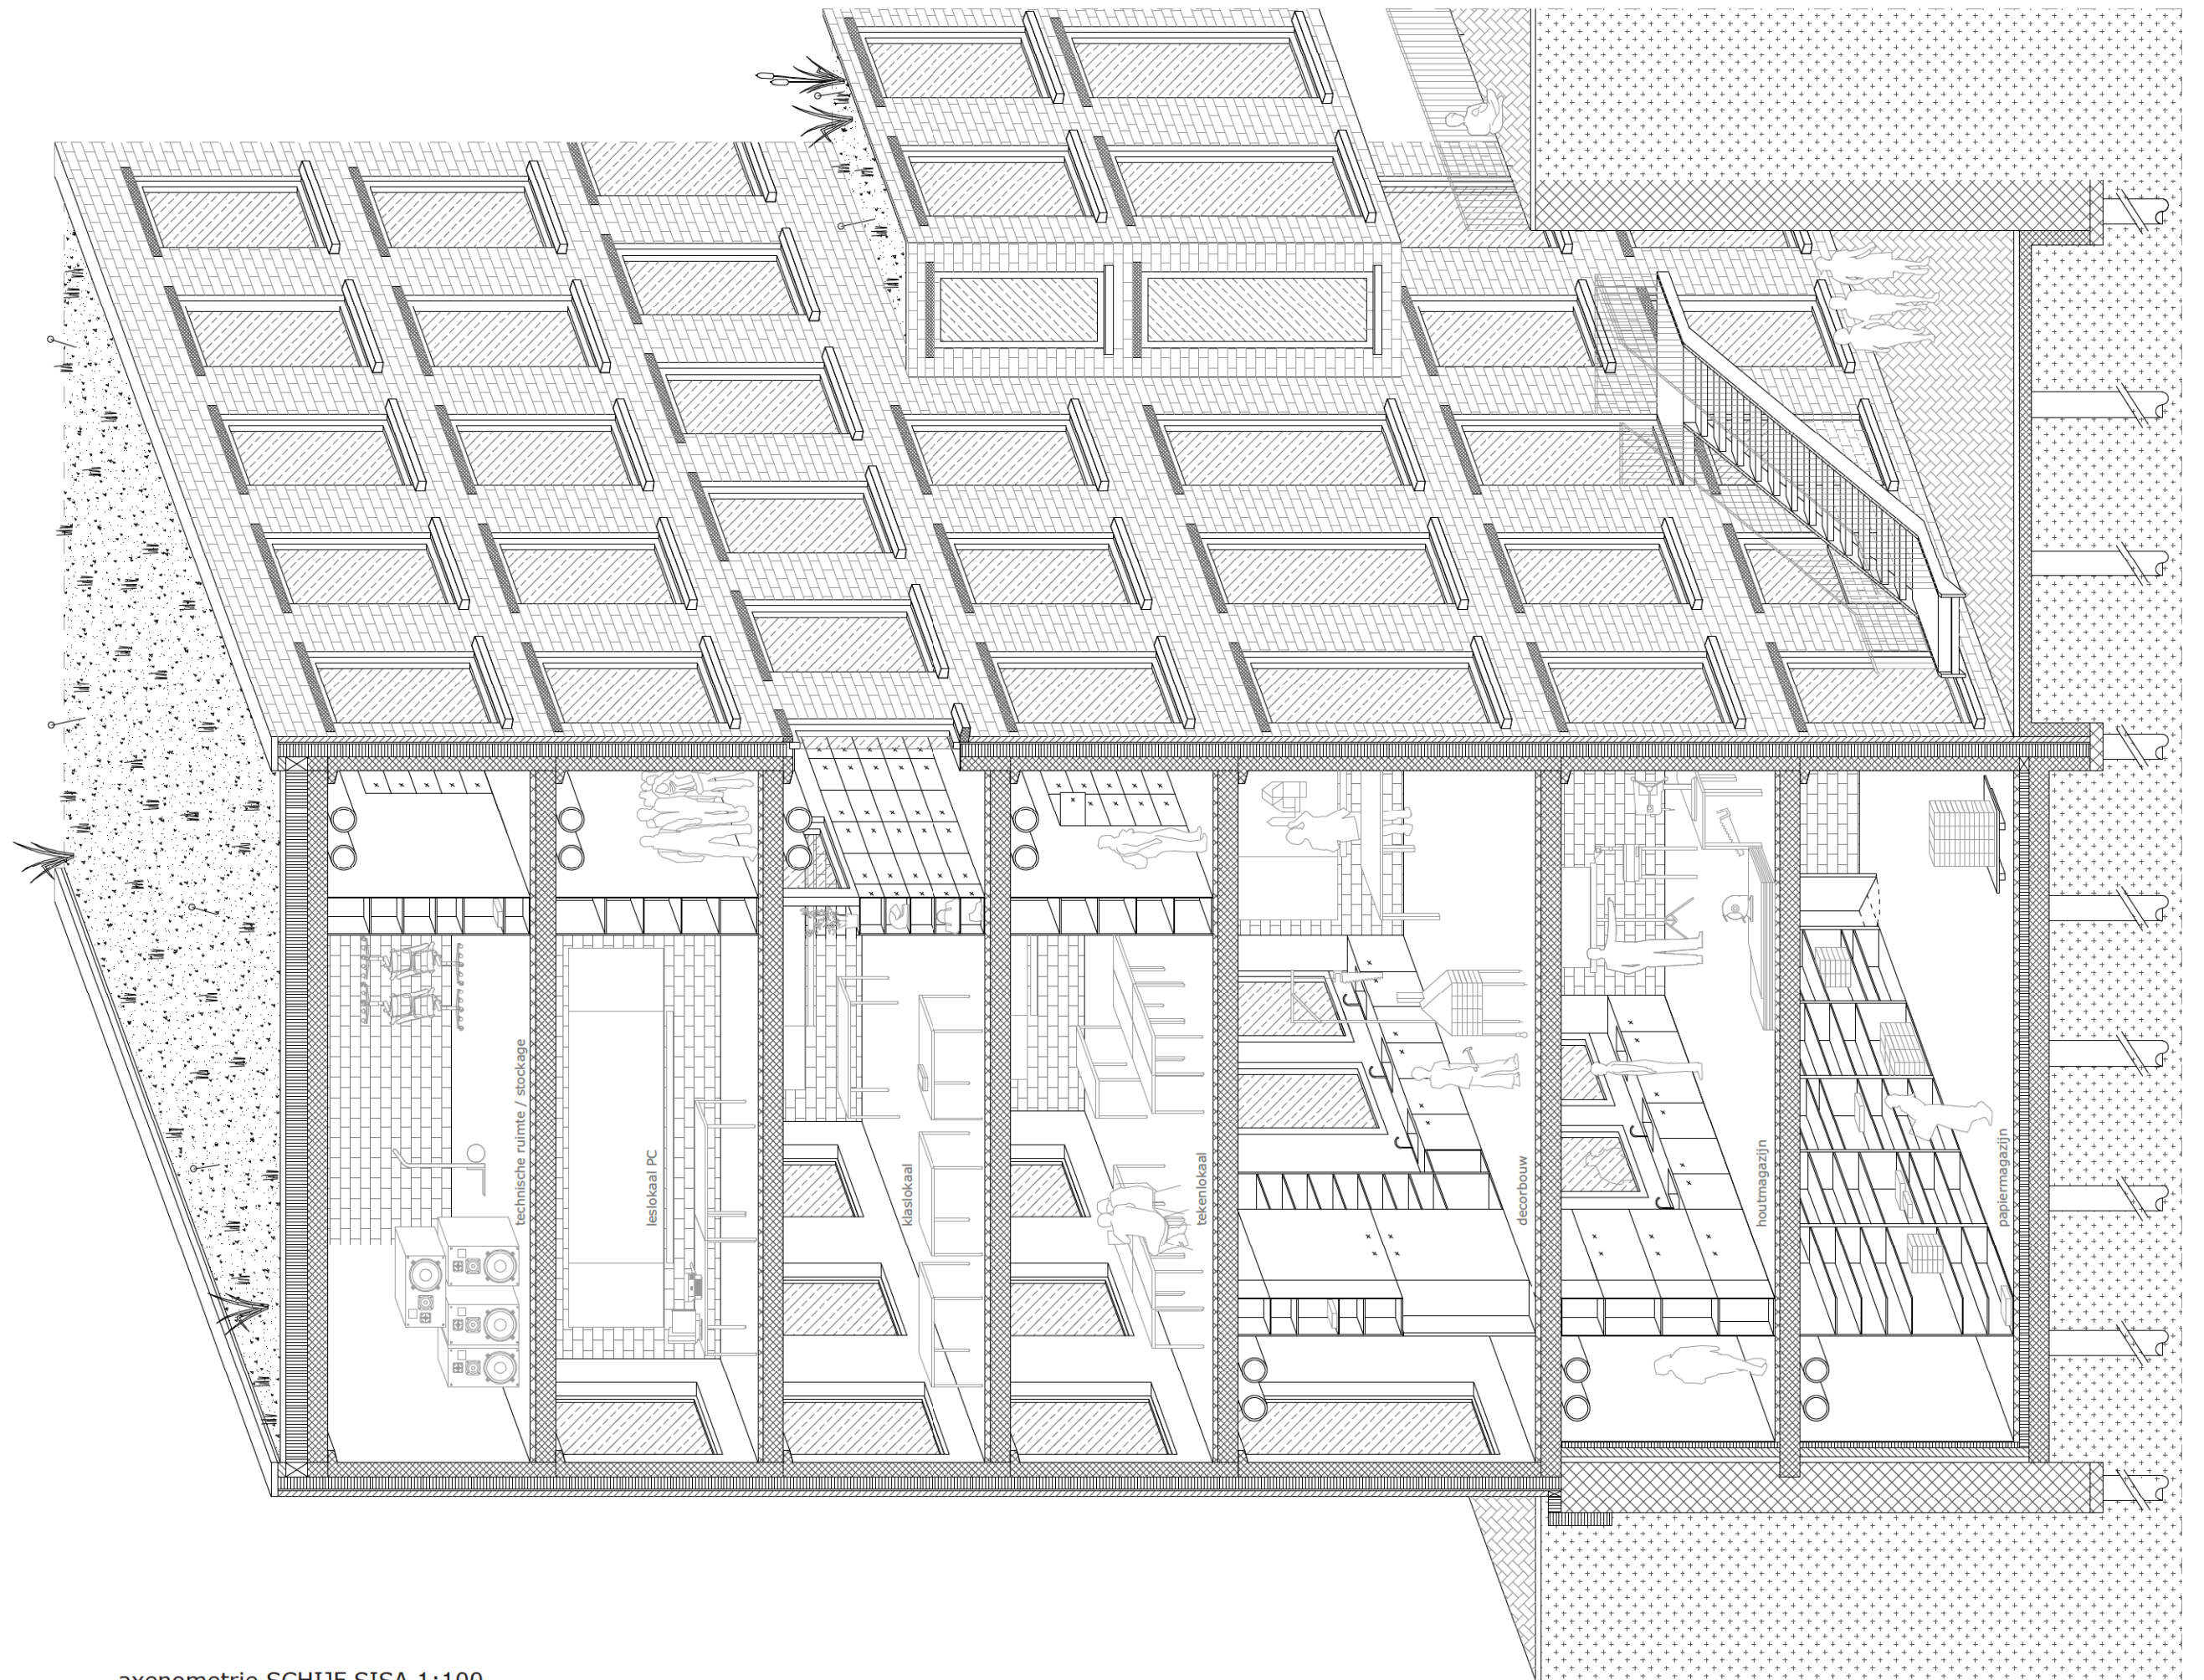 technische ruimte / stockage
leslokaal PC
klaslokaal
tekenlokaal
decorbouw
houtmagazijn
papiermagazijn
axonometrie SCHIJF SISA 1:100